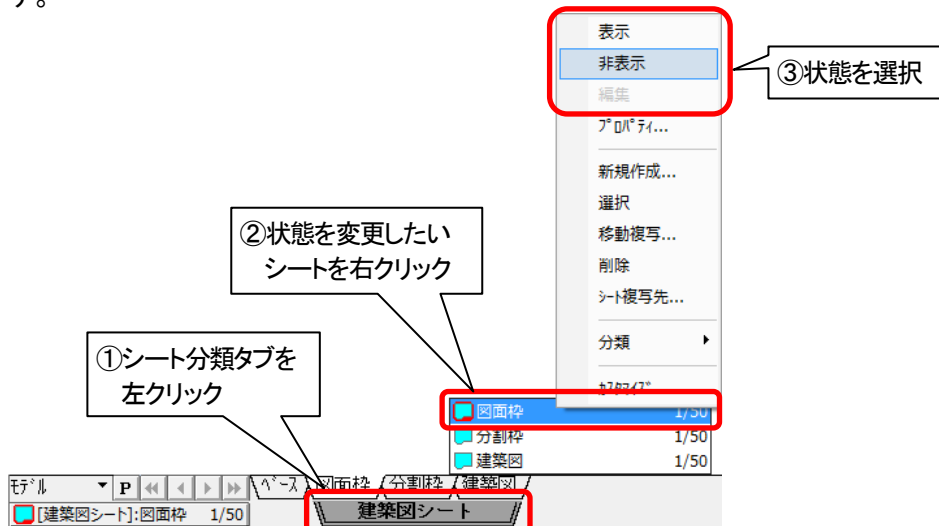 す。
表示
非表示
編集
ﾌﾟﾛﾊﾟﾃｨ...
新規作成...
選択
移動複写...
削除
ｼｰﾄ複写先...
分類
ｶｽﾀﾏｲｽﾞ
③状態を選択
②状態を変更したい
シートを右クリック
①シート分類タブを
左クリック
図面枠 1/50
分割枠 1/50
建築図 1/50
ﾓﾃﾞﾙ P ﾍﾞｰｽ 図面枠 分割枠 建築図
[建築図シート]:図面枠 1/50 建築図シート